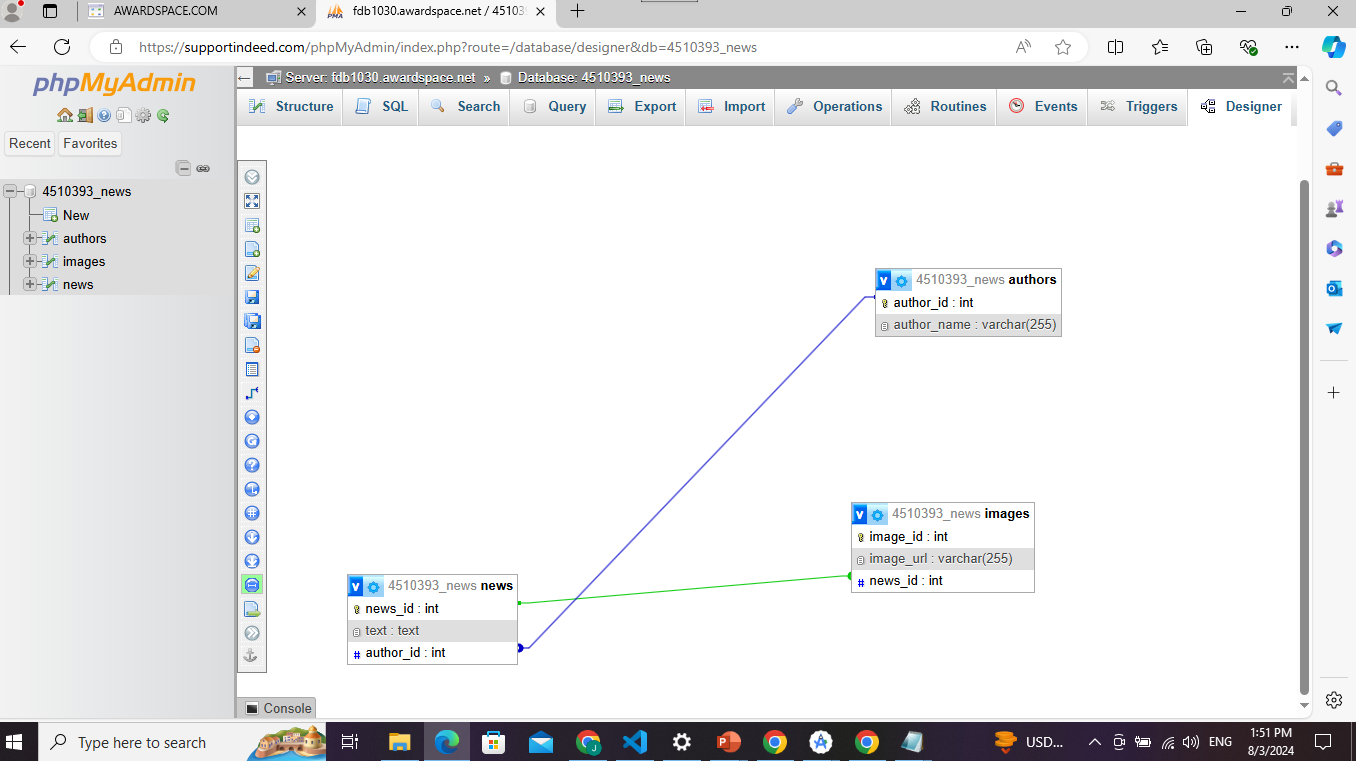 AWARDSPACE.COM
fdb1030.awardspace.net / 45103
https://supportindeed.com/phpMyAdmin/index.php?route=/database/designer&db=4510393_news
phpMyAdmin
Server: fdb1030.awardspace.net » Database: 4510393_news
Structure SQL Search Query Export Import Operations Routines Events Triggers Designer
Recent Favorites
4510393_news
New
authors
images
news
4510393_news authors
author_id : int
author_name : varchar(255)
4510393_news images
image_id : int
image_url : varchar(255)
news_id : int
4510393_news news
news_id : int
text : text
author_id : int
Console
Type here to search
USD...
ENG
1:51 PM
8/3/2024